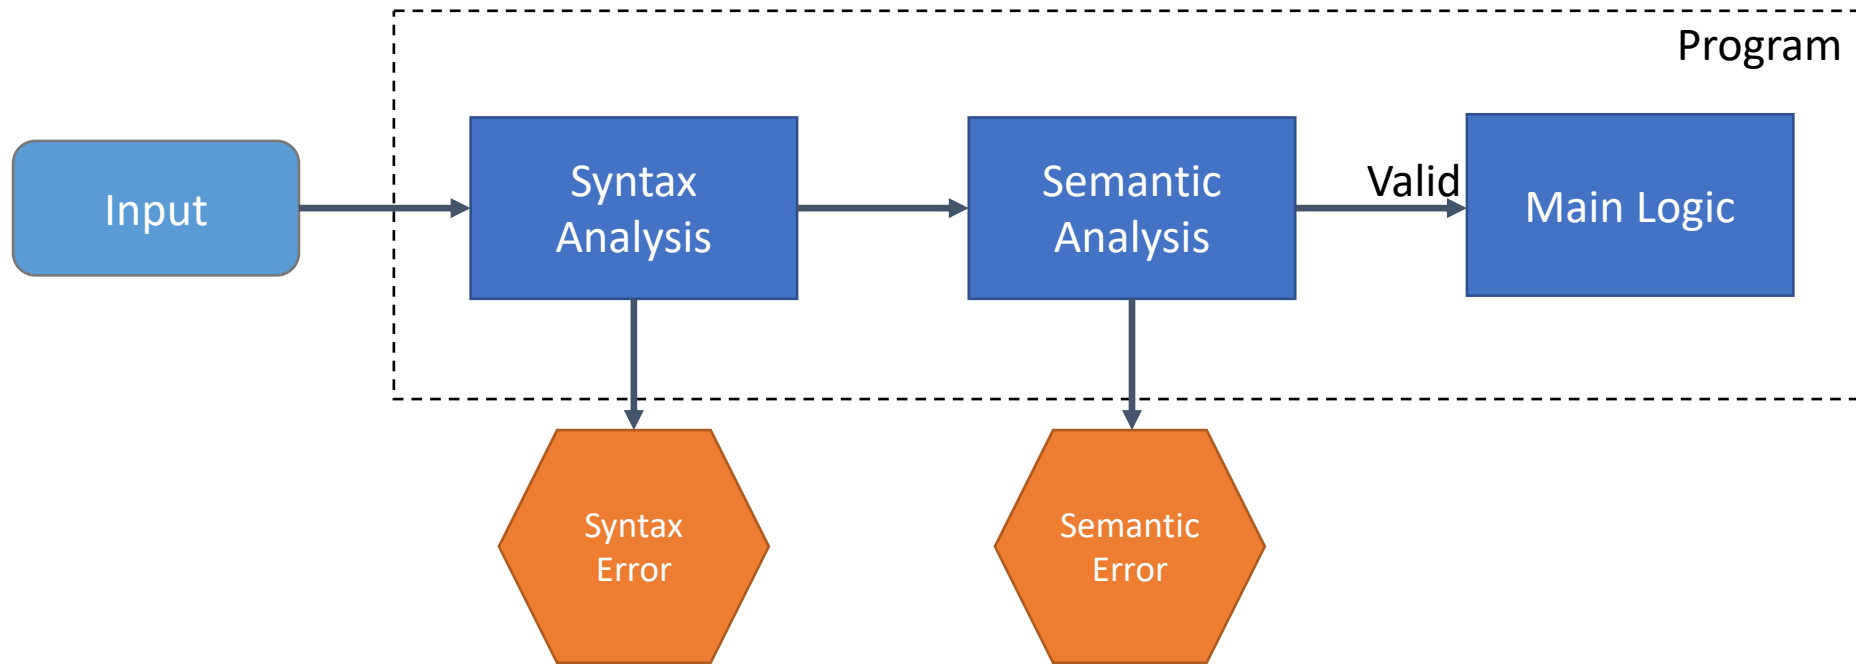 Program
Input
Syntax
Analysis
Semantic
Analysis
Valid
Main Logic
Syntax
Error
Semantic
Error